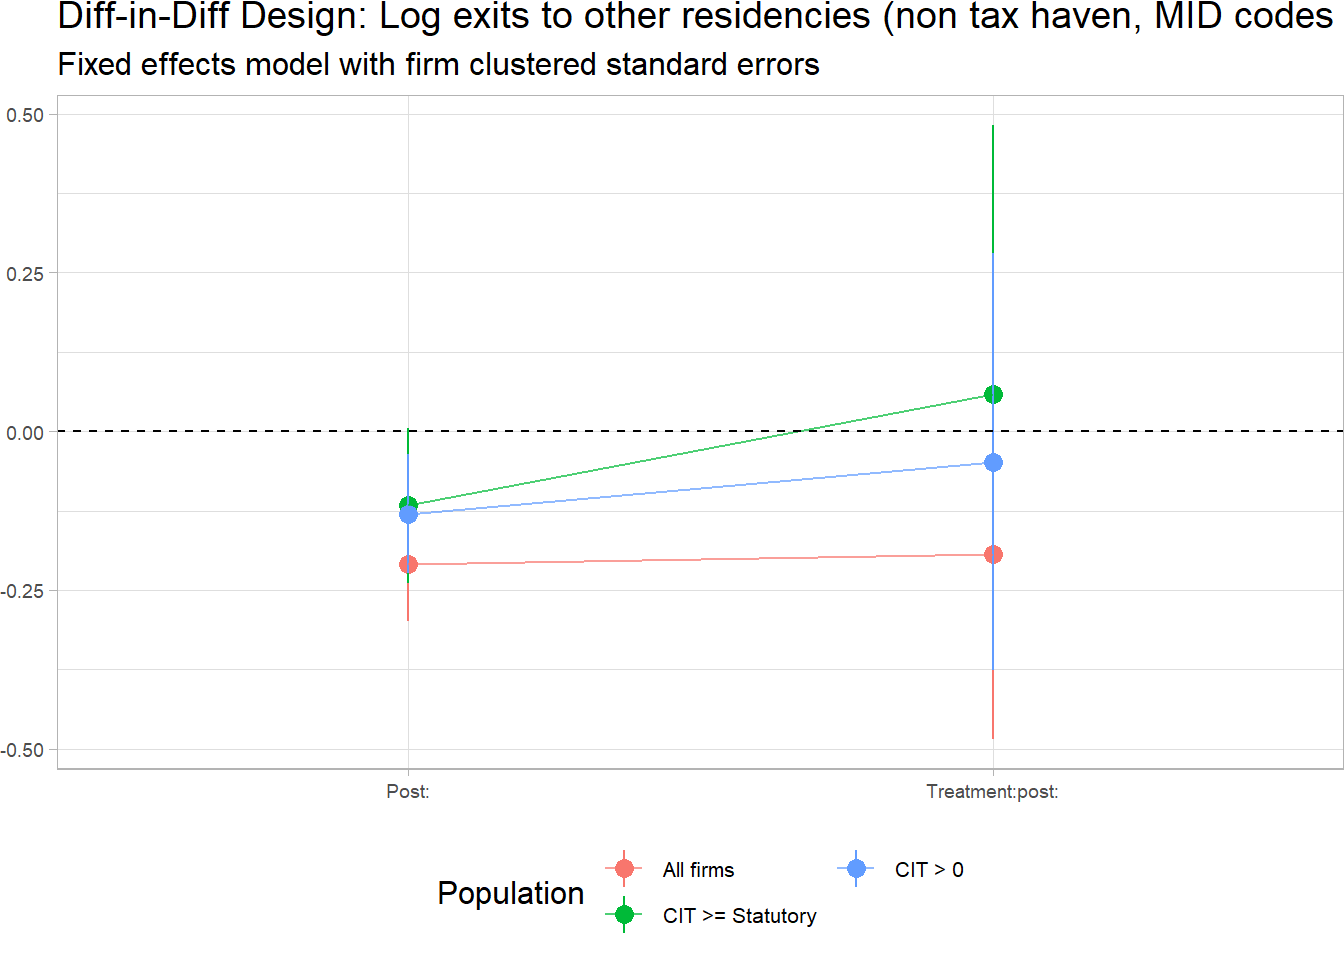 Diff-in-Diff Design: Log exits to other residencies (non tax haven, MID codes
Fixed effects model with firm clustered standard errors
0.50
0.25
0.00
-0.25
-0.50
Post:
Treatment:post:
Population
All firms
CIT > 0
CIT >= Statutory